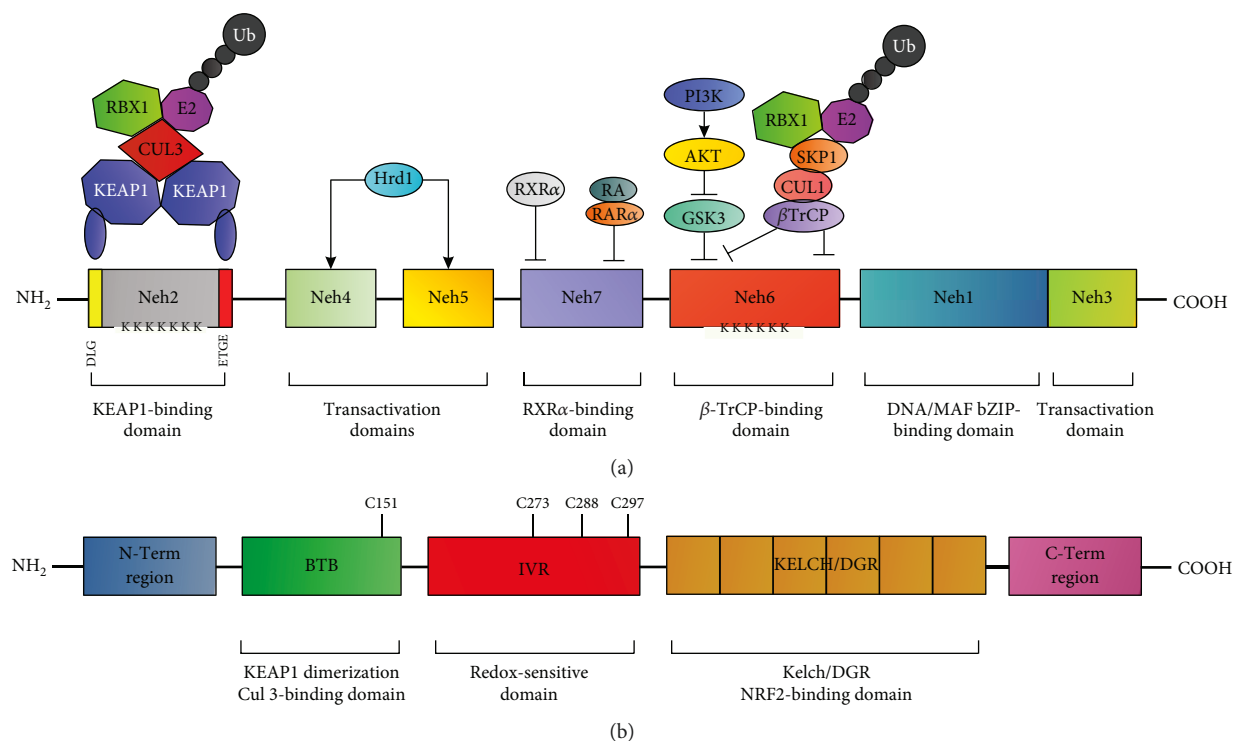 Ub
RBX1
E2
CUL3
KEAP1
KEAP1
Hrd1
RXRα
RA
RARα
PI3K
AKT
GSK3
Ub
RBX1
E2
SKP1
CUL1
βTrCP
NH2
Neh2
KKKKKKK
DLG
ETGE
Neh4
Neh5
Neh7
Neh6
KKKKKK
Neh1
Neh3
COOH
KEAP1-binding
domain
Transactivation
domains
RXRα-binding
domain
β-TrCP-binding
domain
DNA/MAF bZIP-
binding domain
Transactivation
domain
(a)
C151
C273
C288
C297
NH2
N-Term
region
BTB
IVR
KELCH/DGR
C-Term
region
COOH
KEAP1 dimerization
Cul 3-binding domain
Redox-sensitive
domain
Kelch/DGR
NRF2-binding domain
(b)